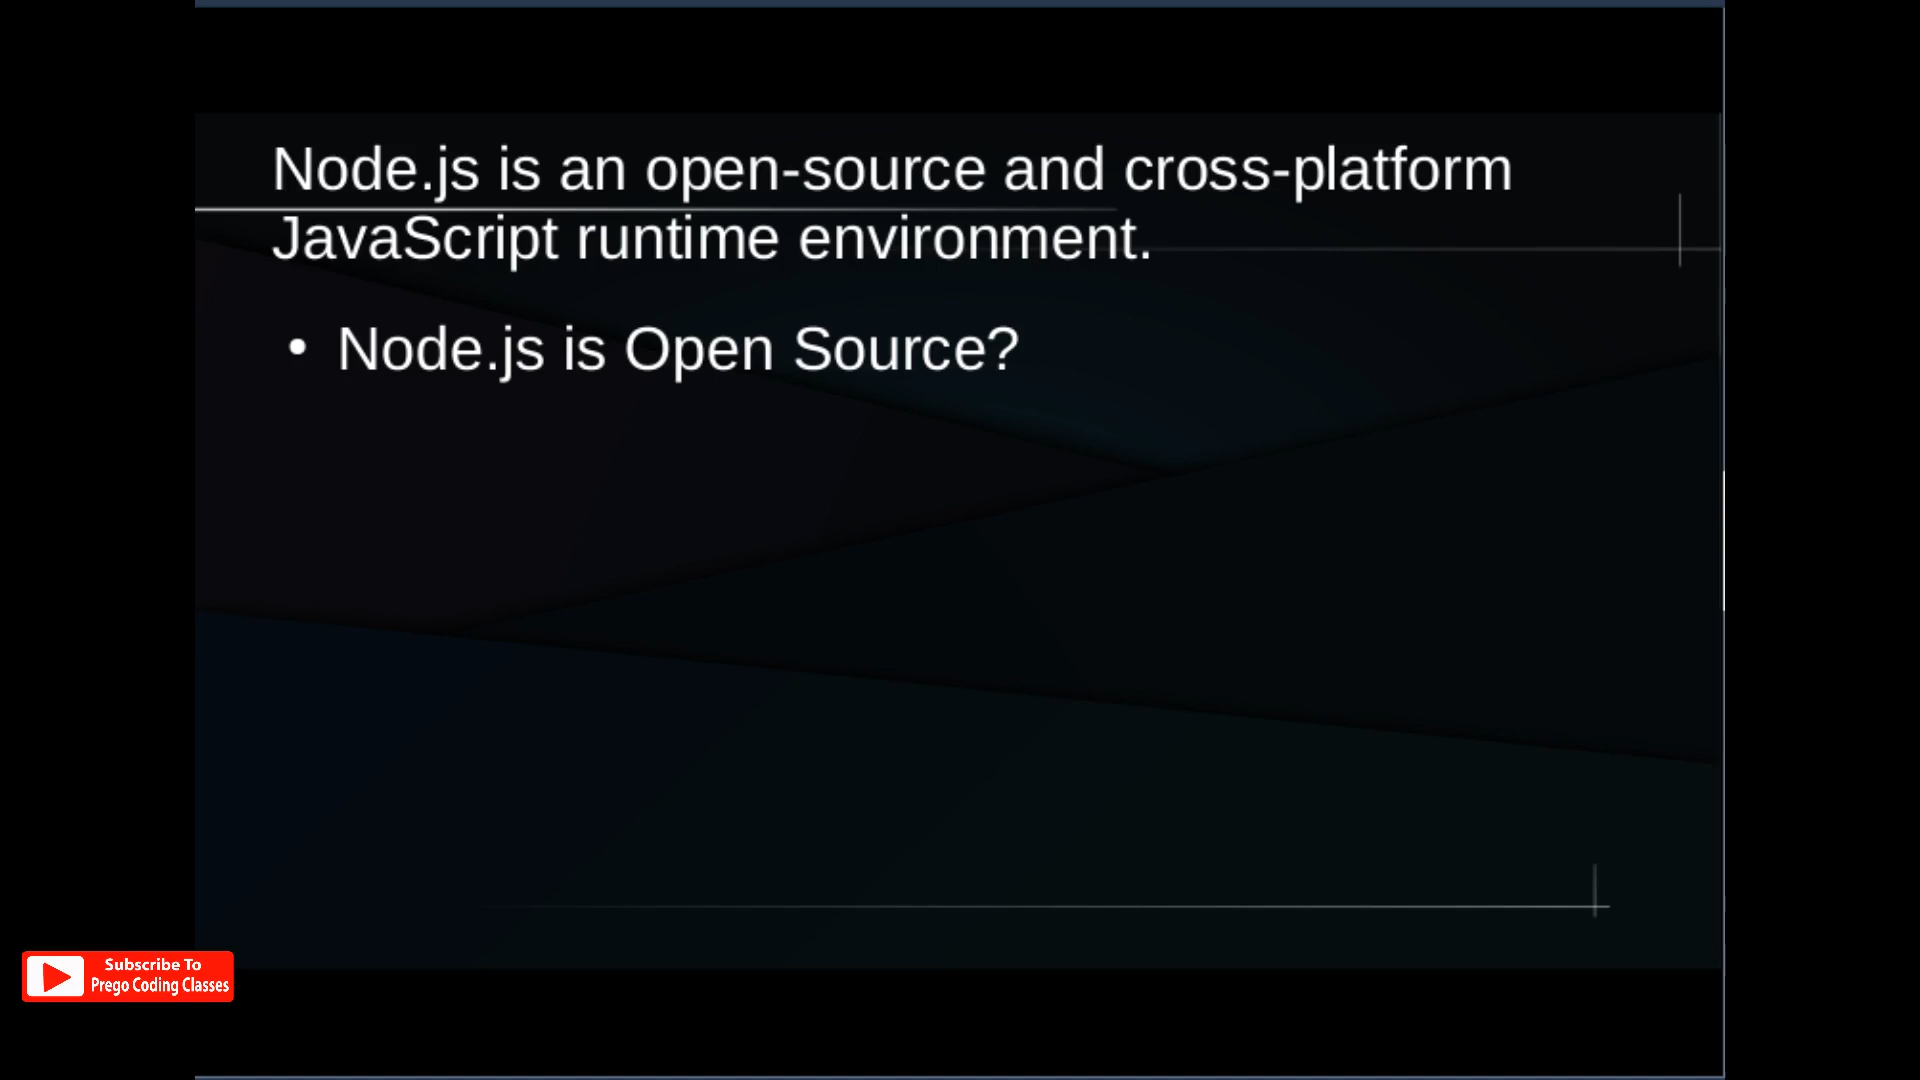 Node.js is an open-source and cross-platform
JavaScript runtime environment.
• Node.js is Open Source?
Subscribe To
Prego Coding Classes